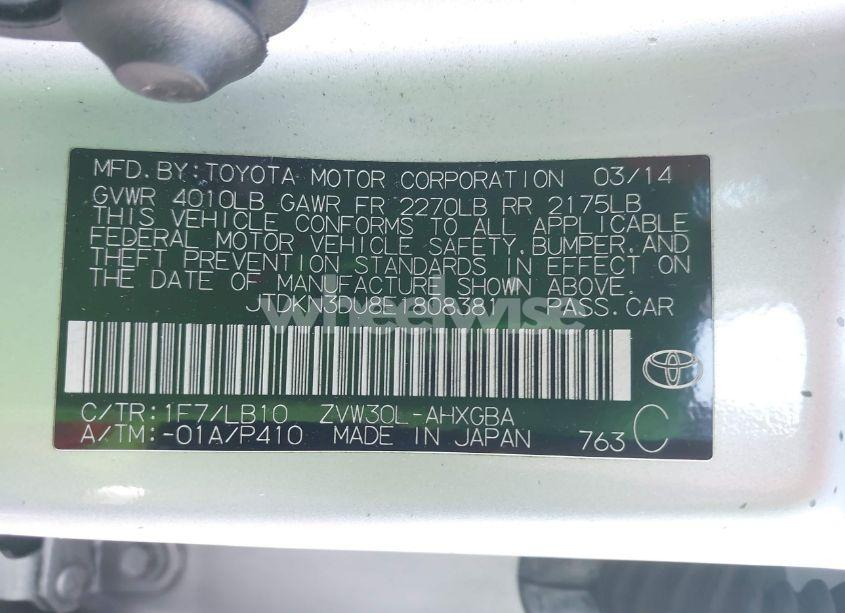 MFD. BY: TOYOTA MOTOR CORPORATION 03/14
GVWR 4010LB GAWR FR 2270LB RR 2175LB
THIS VEHICLE CONFORMS TO ALL APPLICABLE
FEDERAL MOTOR VEHICLE SAFETY, BUMPER, AND
THEFT PREVENTION STANDARDS IN EFFECT ON
THE DATE OF MANUFACTURE SHOWN ABOVE.
PASS. CAR
wheelwise
C/TR: 1F7/LB10 ZVW30L-AHXGBA
A/TM: -01A/P410 MADE IN JAPAN 763 C